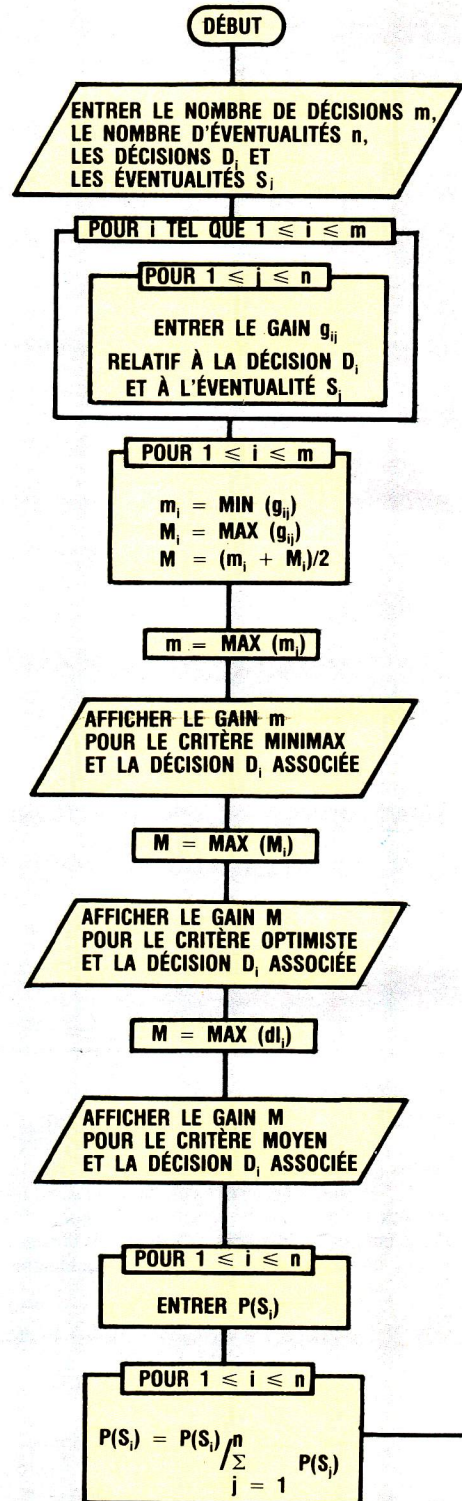 DÉBUT
ENTRER LE NOMBRE DE DÉCISIONS m,
LE NOMBRE D'ÉVENTUALITÉS n,
LES DÉCISIONS Di ET
LES ÉVENTUALITÉS Sj
POUR i TEL QUE 1 ≤ i ≤ m
POUR 1 ≤ j ≤ n
ENTRER LE GAIN gij
RELATIF À LA DÉCISION Di
ET À L'ÉVENTUALITÉ Sj
POUR 1 ≤ i ≤ m
mi = MIN (gij)
Mi = MAX (gij)
M = (mi + Mi)/2
m = MAX (mi)
AFFICHER LE GAIN m
POUR LE CRITÈRE MINIMAX
ET LA DÉCISION Di ASSOCIÉE
M = MAX (Mi)
AFFICHER LE GAIN M
POUR LE CRITÈRE OPTIMISTE
ET LA DÉCISION Di ASSOCIÉE
M = MAX (dli)
AFFICHER LE GAIN M
POUR LE CRITÈRE MOYEN
ET LA DÉCISION Di ASSOCIÉE
POUR 1 ≤ i ≤ n
ENTRER P(Si)
POUR 1 ≤ i ≤ n
P(Si) = P(Si) / n Σ j = 1 P(Sj)